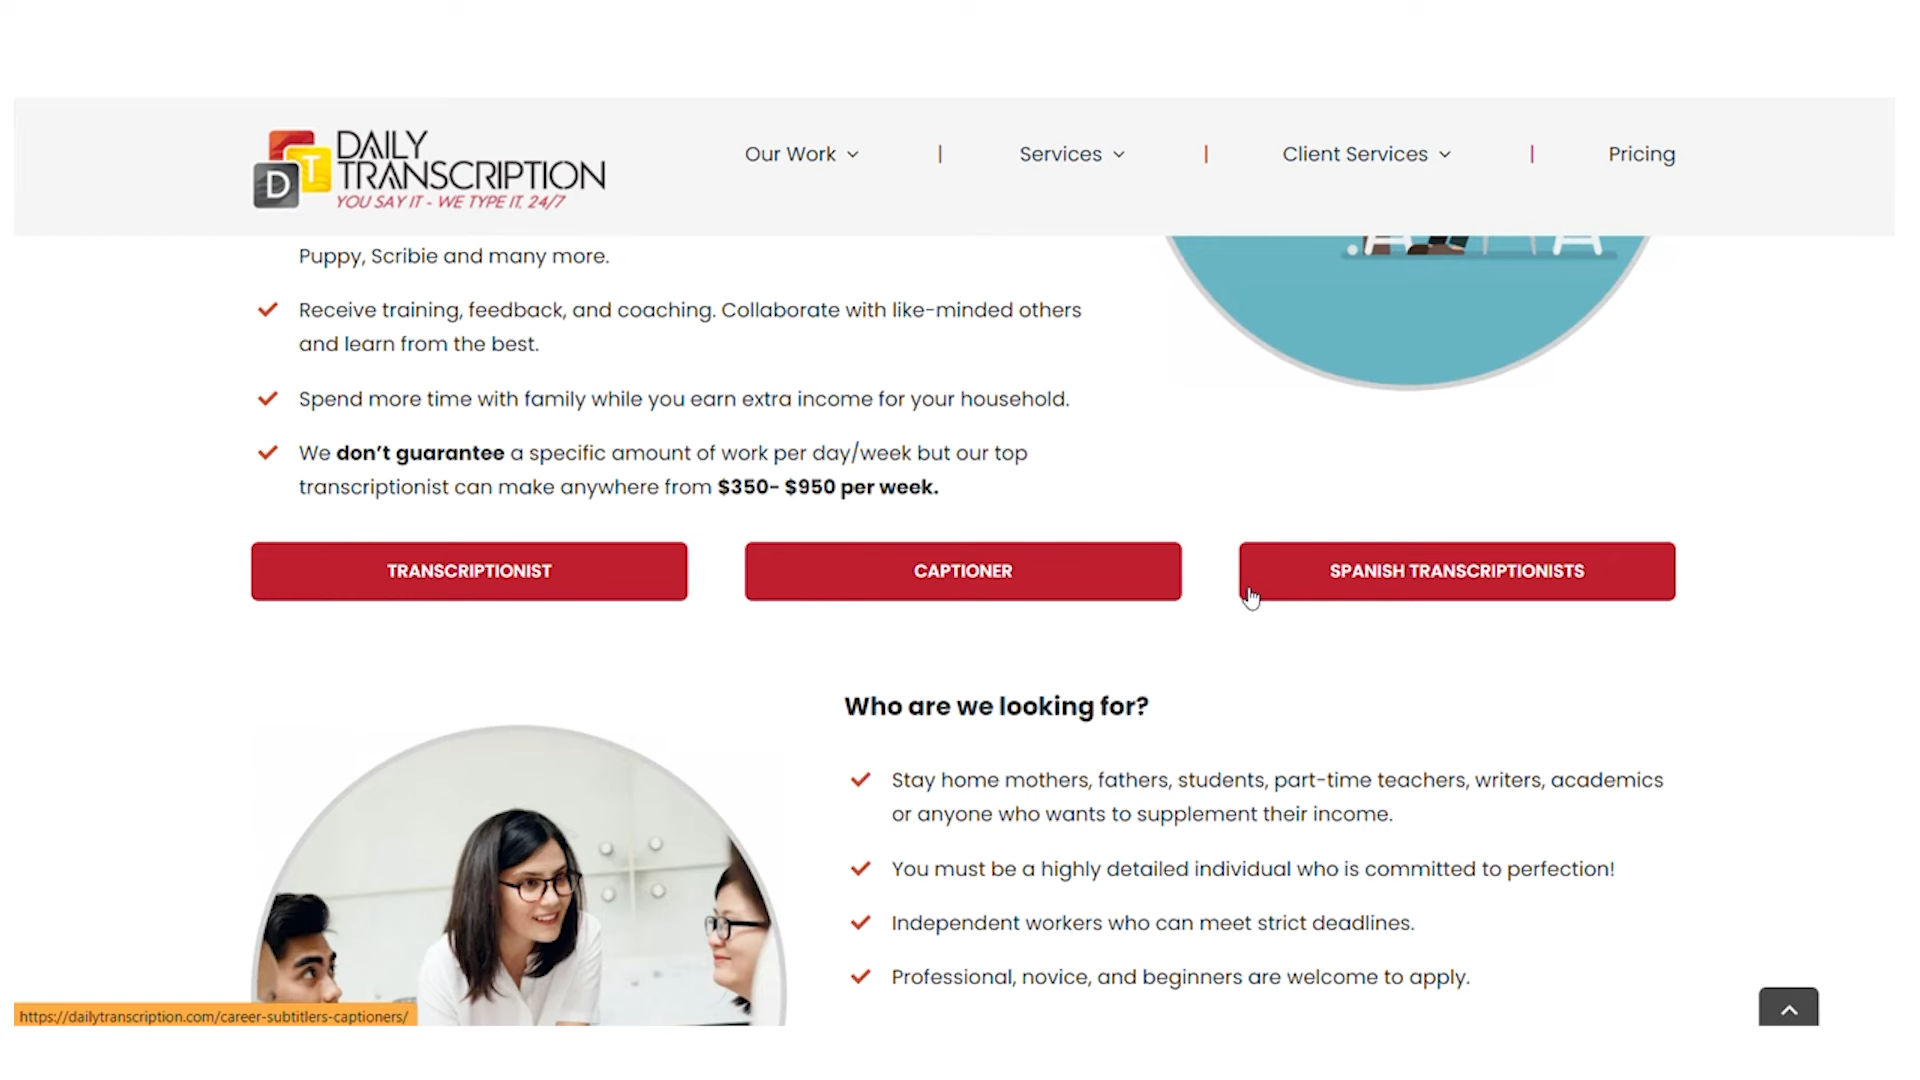 DAILY
TRANSCRIPTION
YOU SAY IT - WE TYPE IT. 24/7
D
T
Our Work
|
Services
|
Client Services
|
Pricing
Puppy, Scribie and many more.
Receive training, feedback, and coaching. Collaborate with like-minded others
and learn from the best.
Spend more time with family while you earn extra income for your household.
We don't guarantee a specific amount of work per day/week but our top
transcriptionist can make anywhere from $350- $950 per week.
TRANSCRIPTIONIST
CAPTIONER
SPANISH TRANSCRIPTIONISTS
Who are we looking for?
Stay home mothers, fathers, students, part-time teachers, writers, academics
or anyone who wants to supplement their income.
You must be a highly detailed individual who is committed to perfection!
Independent workers who can meet strict deadlines.
Professional, novice, and beginners are welcome to apply.
https://dailytranscription.com/career-subtitlers-captioners/